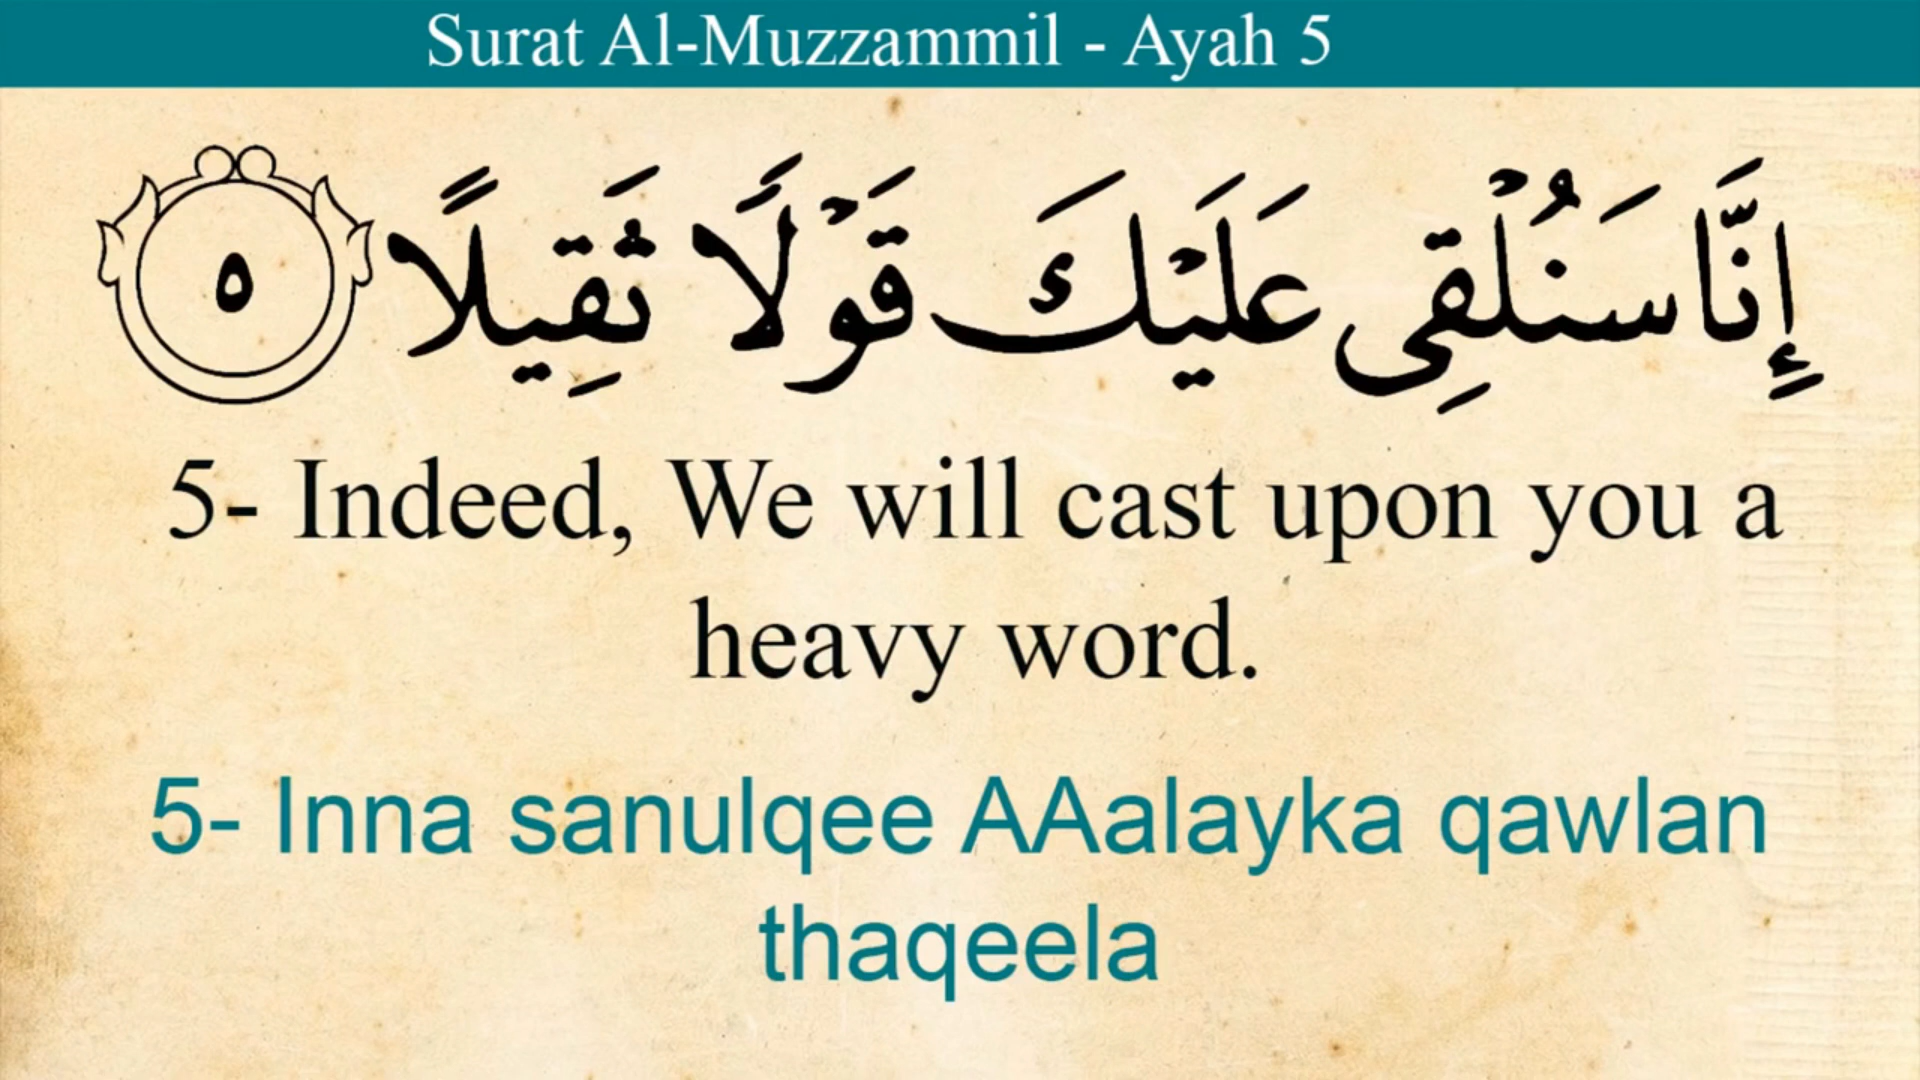 Surat Al-Muzzammil - Ayah 5
إِنَّا سَنُلْقِى عَلَيْكَ قَوْلًا ثَقِيلًا ٥
5- Indeed, We will cast upon you a
heavy word.
5- Inna sanulqee AAalayka qawlan
thaqeela